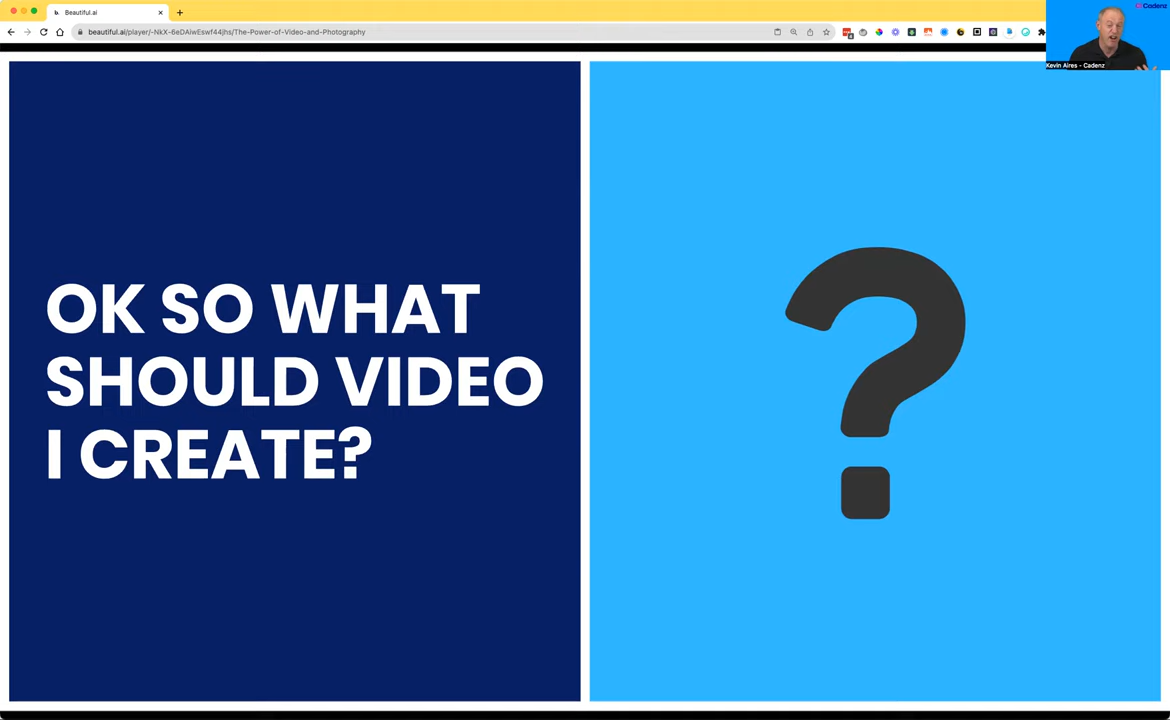 Beautiful.ai
beautiful.ai/player/-NkX-6eDAiwEswf44jhs/The-Power-of-Video-and-Photography
Cadenz
Kevin Aires - Cadenz
OK SO WHAT
SHOULD VIDEO
I CREATE?
?